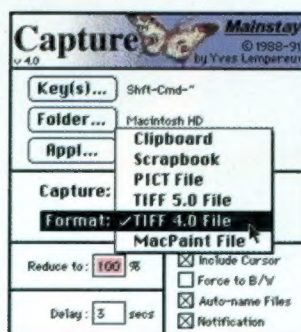 Capture™ Mainstay
v 4.0 © 1988-91
by Yves Lempereur
Key(s)... Shft-Cmd-"
Folder... Macintosh HD
Appl...
Clipboard
Scrapbook
PICT File
TIFF 5.0 File
Capture:
Format: ✓TIFF 4.0 File
MacPaint File
Reduce to: 100 %
Include Cursor
Force to B/W
Auto-name Files
Delay: 3 secs
Notification